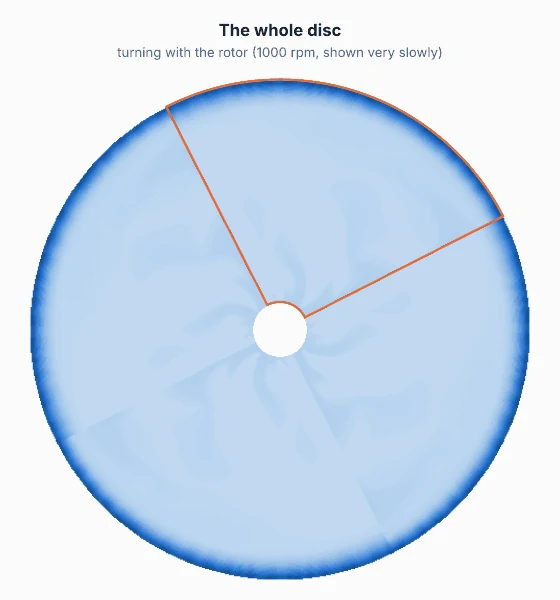 The whole disc
turning with the rotor (1000 rpm, shown very slowly)